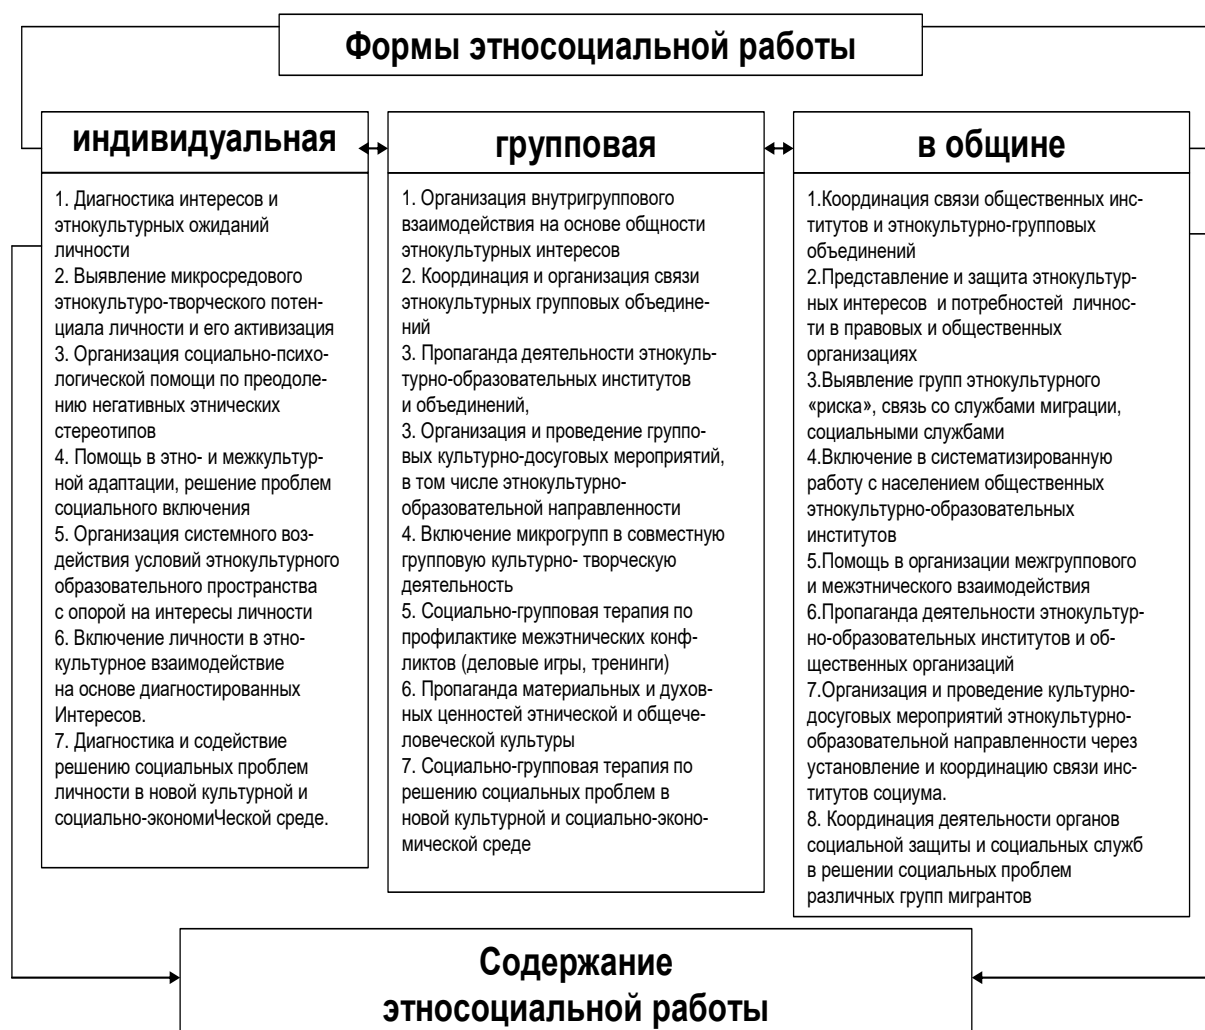 Формы этносоциальной работы
индивидуальная
1. Диагностика интересов и
этнокультурных ожиданий
личности
2. Выявление микросредового
этнокультуро-творческого потен-
циала личности и его активизация
3. Организация социально-психо-
логической помощи по преодоле-
нию негативных этнических
стереотипов
4. Помощь в этно- и межкультур-
ной адаптации, решение проблем
социального включения
5. Организация системного воз-
действия условий этнокультурного
образовательного пространства
с опорой на интересы личности
6. Включение личности в этно-
культурное взаимодействие
на основе диагностированных
Интересов.
7. Диагностика и содействие
решению социальных проблем
личности в новой культурной и
социально-экономиЧеской среде.
групповая
1. Организация внутригруппового
взаимодействия на основе общности
этнокультурных интересов
2. Координация и организация связи
этнокультурных групповых объедине-
ний
3. Пропаганда деятельности этнокуль-
турно-образовательных институтов
и объединений,
3. Организация и проведение группо-
вых культурно-досуговых мероприятий,
в том числе этнокультурно-
образовательной направленности
4. Включение микрогрупп в совместную
групповую культурно- творческую
деятельность
5. Социально-групповая терапия по
профилактике межэтнических конф-
ликтов (деловые игры, тренинги)
6. Пропаганда материальных и духов-
ных ценностей этнической и общече-
ловеческой культуры
7. Социально-групповая терапия по
решению социальных проблем в
новой культурной и социально-эконо-
мической среде
в общине
1.Координация связи общественных инс-
титутов и этнокультурно-групповых
объединений
2.Представление и защита этнокультур-
ных интересов и потребностей личнос-
ти в правовых и общественных
организациях
3.Выявление групп этнокультурного
«риска», связь со службами миграции,
социальными службами
4.Включение в систематизированную
работу с населением общественных
этнокультурно-образовательных
институтов
5.Помощь в организации межгруппового
и межэтнического взаимодействия
6.Пропаганда деятельности этнокультур-
но-образовательных институтов и об-
щественных организаций
7.Организация и проведение культурно-
досуговых мероприятий этнокультурно-
образовательной направленности через
установление и координацию связи инс-
титутов социума.
8. Координация деятельности органов
социальной защиты и социальных служб
в решении социальных проблем
различных групп мигрантов
Содержание
этносоциальной работы